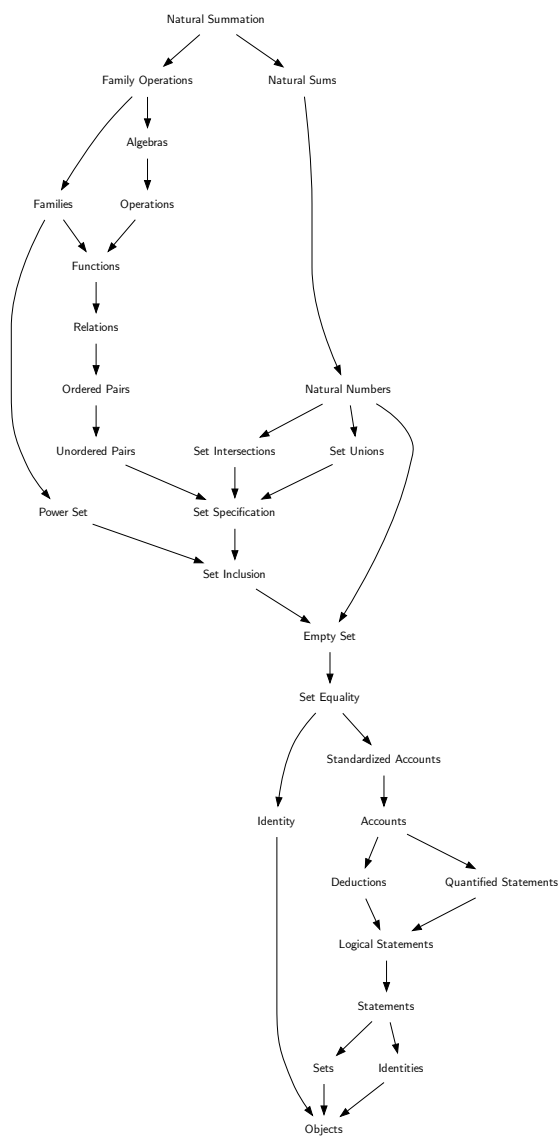 Natural Summation
Family Operations
Natural Sums
Algebras
Families
Operations
Functions
Relations
Ordered Pairs
Natural Numbers
Unordered Pairs
Set Intersections
Set Unions
Power Set
Set Specification
Set Inclusion
Empty Set
Set Equality
Standardized Accounts
Identity
Accounts
Deductions
Quantified Statements
Logical Statements
Statements
Sets
Identities
Objects